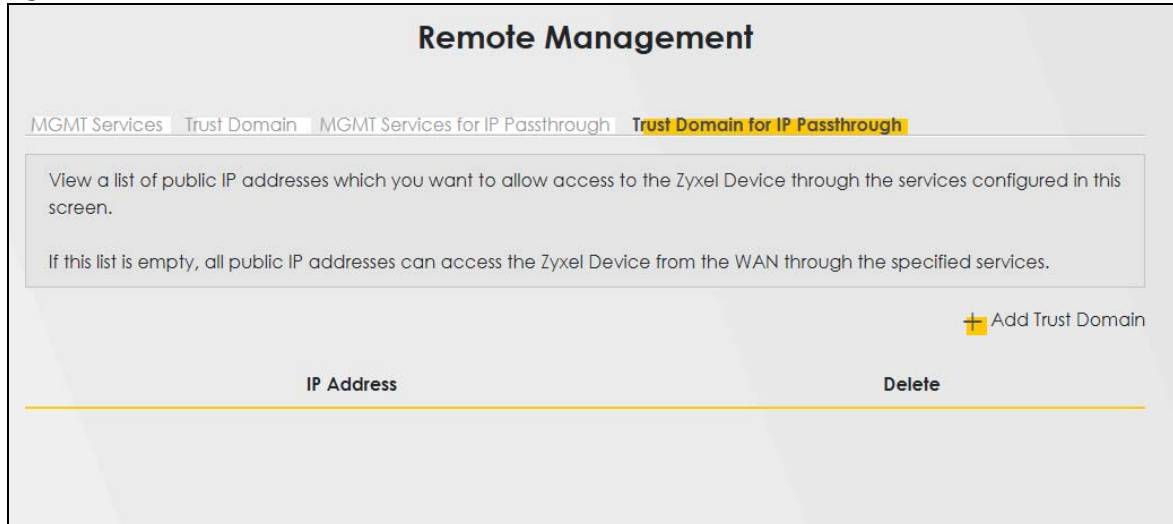 Remote Management
MGMT Services Trust Domain MGMT Services for IP Passthrough Trust Domain for IP Passthrough
View a list of public IP addresses which you want to allow access to the Zyxel Device through the services configured in this
screen.
If this list is empty, all public IP addresses can access the Zyxel Device from the WAN through the specified services.
+ Add Trust Domain
IP Address Delete